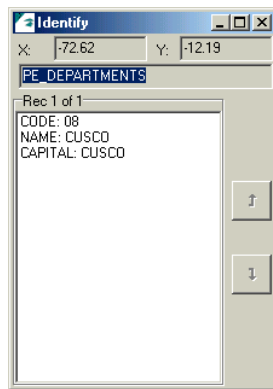 Identify
X: -72.62 Y: -12.19
PE_DEPARTMENTS
Rec 1 of 1
CODE: 08
NAME: CUSCO
CAPITAL: CUSCO